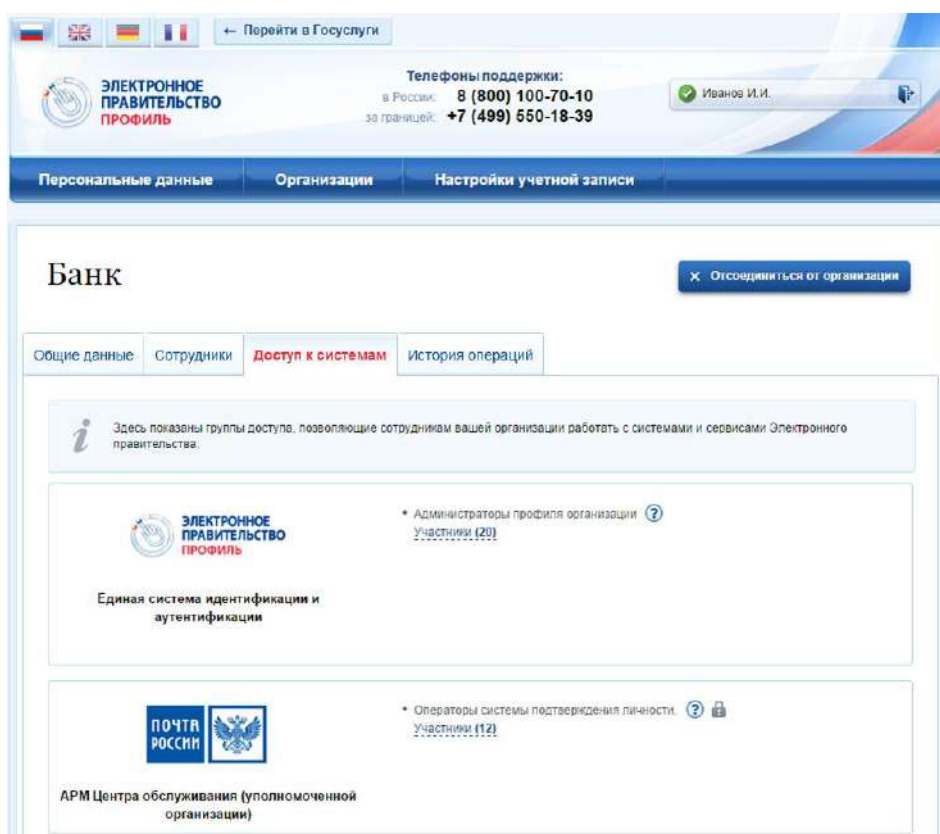 ← Перейти в Госуслуги
ЭЛЕКТРОННОЕ
ПРАВИТЕЛЬСТВО
ПРОФИЛЬ
Телефоны поддержки:
в России: 8 (800) 100-70-10
за границей: +7 (499) 550-18-39
Иванов И.И.
Персональные данные Организации Настройки учетной записи
Банк
× Отсоединиться от организации
Общие данные Сотрудники Доступ к системам История операций
Здесь показаны группы доступа, позволяющие сотрудникам вашей организации работать с системами и сервисами Электронного
правительства.
ЭЛЕКТРОННОЕ
ПРАВИТЕЛЬСТВО
ПРОФИЛЬ
Единая система идентификации и
аутентификации
• Администраторы профиля организации ?
Участники (20)
ПОЧТА
РОССИИ
АРМ Центра обслуживания (уполномоченной
организации)
• Операторы системы подтверждения личности. ?
Участники (12)